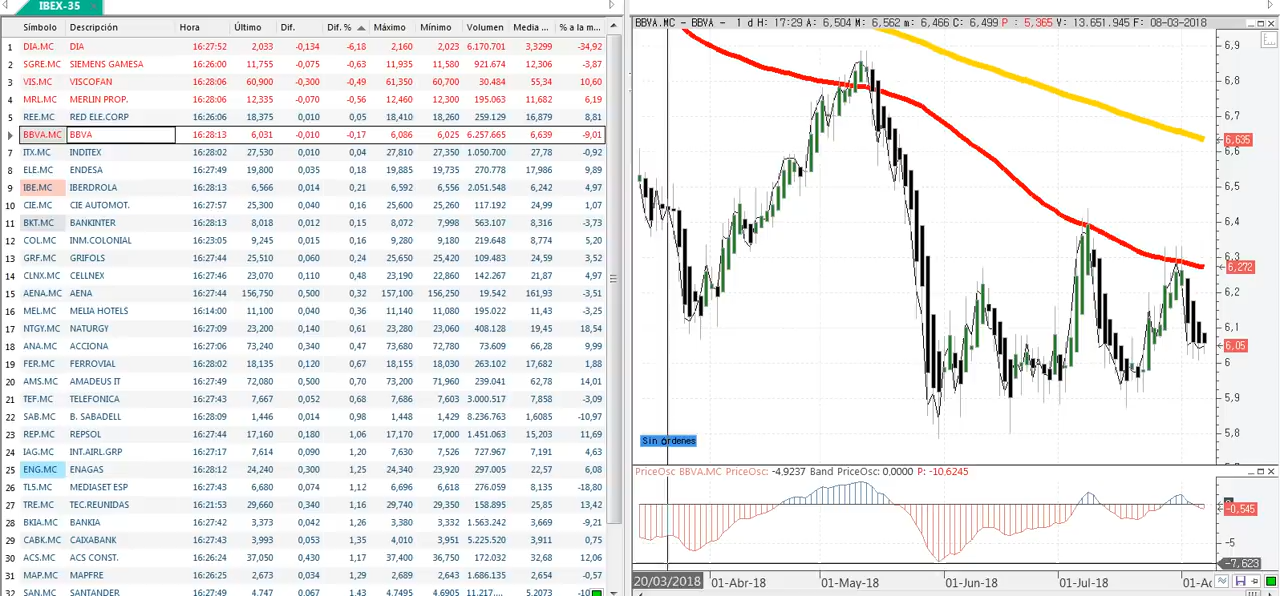 IBEX-35
Símbolo Descripción Hora Último Dif. Dif. % Máximo Mínimo Volumen Media ... % a la m...
1 DIA.MC DIA 16:27:52 2,033 -0,134 -6,18 2,160 2,023 6.170.701 3,3299 -34,92
2 SGRE.MC SIEMENS GAMESA 16:26:00 11,755 -0,075 -0,63 11,935 11,580 921.674 12,306 -3,87
3 VIS.MC VISCOFAN 16:28:06 60,900 -0,300 -0,49 61,350 60,700 30.484 55,34 10,60
4 MRL.MC MERLIN PROP. 16:28:06 12,335 -0,070 -0,56 12,460 12,300 195.063 11,682 6,19
5 REE.MC RED ELE.CORP 16:26:06 18,375 0,010 0,05 18,410 18,260 259.129 16,879 8,81
BBVA.MC BBVA 16:28:13 6,031 -0,010 -0,17 6,086 6,025 6.257.665 6,639 -9,01
7 ITX.MC INDITEX 16:28:02 27,530 0,010 0,04 27,810 27,350 1.050.700 27,78 -0,92
8 ELE.MC ENDESA 16:27:49 19,800 0,035 0,18 19,885 19,735 270.778 17,986 9,89
9 IBE.MC IBERDROLA 16:28:13 6,566 0,014 0,21 6,592 6,556 2.051.548 6,242 4,97
10 CIE.MC CIE AUTOMOT. 16:27:57 25,300 0,040 0,16 25,600 25,260 117.192 24,99 1,07
11 BKT.MC BANKINTER 16:28:13 8,018 0,012 0,15 8,072 7,998 563.107 8,316 -3,73
12 COL.MC INM.COLONIAL 16:23:05 9,245 0,015 0,16 9,280 9,180 219.648 8,774 5,20
13 GRF.MC GRIFOLS 16:27:44 25,510 0,060 0,24 25,650 25,420 109.483 24,59 3,52
14 CLNX.MC CELLNEX 16:27:46 23,070 0,110 0,48 23,190 22,860 142.267 21,87 4,97
15 AENA.MC AENA 16:27:44 156,750 0,500 0,32 157,100 156,250 19.542 161,93 -3,51
16 MEL.MC MELIA HOTELS 16:14:00 11,100 0,040 0,36 11,140 11,080 195.022 11,43 -3,25
17 NTGY.MC NATURGY 16:27:09 23,200 0,140 0,61 23,280 23,060 408.128 19,45 18,54
18 ANA.MC ACCIONA 16:27:06 73,240 0,340 0,47 73,680 72,780 73.609 66,28 9,99
19 FER.MC FERROVIAL 16:28:02 18,135 0,120 0,67 18,155 18,030 263.102 17,682 1,88
20 AMS.MC AMADEUS IT 16:27:49 72,080 0,500 0,70 73,200 71,960 239.041 62,78 14,01
21 TEF.MC TELEFONICA 16:27:43 7,667 0,052 0,68 7,686 7,603 3.000.517 7,858 -3,09
22 SAB.MC B. SABADELL 16:28:09 1,446 0,014 0,98 1,448 1,429 8.236.763 1,6085 -10,97
23 REP.MC REPSOL 16:27:44 17,160 0,180 1,06 17,170 17,000 1.451.063 15,203 11,69
24 IAG.MC INT.AIRL.GRP 16:27:17 7,614 0,090 1,20 7,630 7,526 727.967 7,191 4,63
25 ENG.MC ENAGAS 16:28:12 24,240 0,300 1,25 24,340 23,920 297.005 22,57 6,08
26 TL5.MC MEDIASET ESP 16:27:43 6,680 0,074 1,12 6,696 6,618 276.059 8,135 -18,80
27 TRE.MC TEC.REUNIDAS 16:21:53 29,660 0,340 1,16 29,740 29,400 158.895 25,85 13,42
28 BKIA.MC BANKIA 16:27:42 3,373 0,042 1,26 3,380 3,332 1.563.242 3,669 -9,21
29 CABK.MC CAIXABANK 16:27:43 3,993 0,053 1,35 4,010 3,951 5.225.520 3,911 0,75
30 ACS.MC ACS CONST. 16:26:24 37,050 0,430 1,17 37,400 36,750 172.032 32,68 12,06
31 MAP.MC MAPFRE 16:26:25 2,673 0,034 1,29 2,689 2,643 1.686.135 2,654 -0,57
32 SAN.MC SANTANDER 16:27:49 4,747 0,067 1,43 4,7495 4,6905 11.217.... 5,2073 -10
BBVA.MC - BBVA - 1 d H: 17:29 A: 6,504 M: 6,562 m: 6,466 C: 6,499 P : 5,365 V: 13.651.945 F: 08-03-2018
6,9
6,8
6,7
6,635
6,6
6,5
6,4
6,3
6,272
6,2
6,1
6,05
6
5,9
5,8
Sin órdenes
PriceOsc BBVA.MC PriceOsc: -4,9237 Band PriceOsc: 0,0000 P: -10,6245
-0,545
-5
-7,623
20/03/2018 01-Apr-18 01-May-18 01-Jun-18 01-Jul-18 01-A